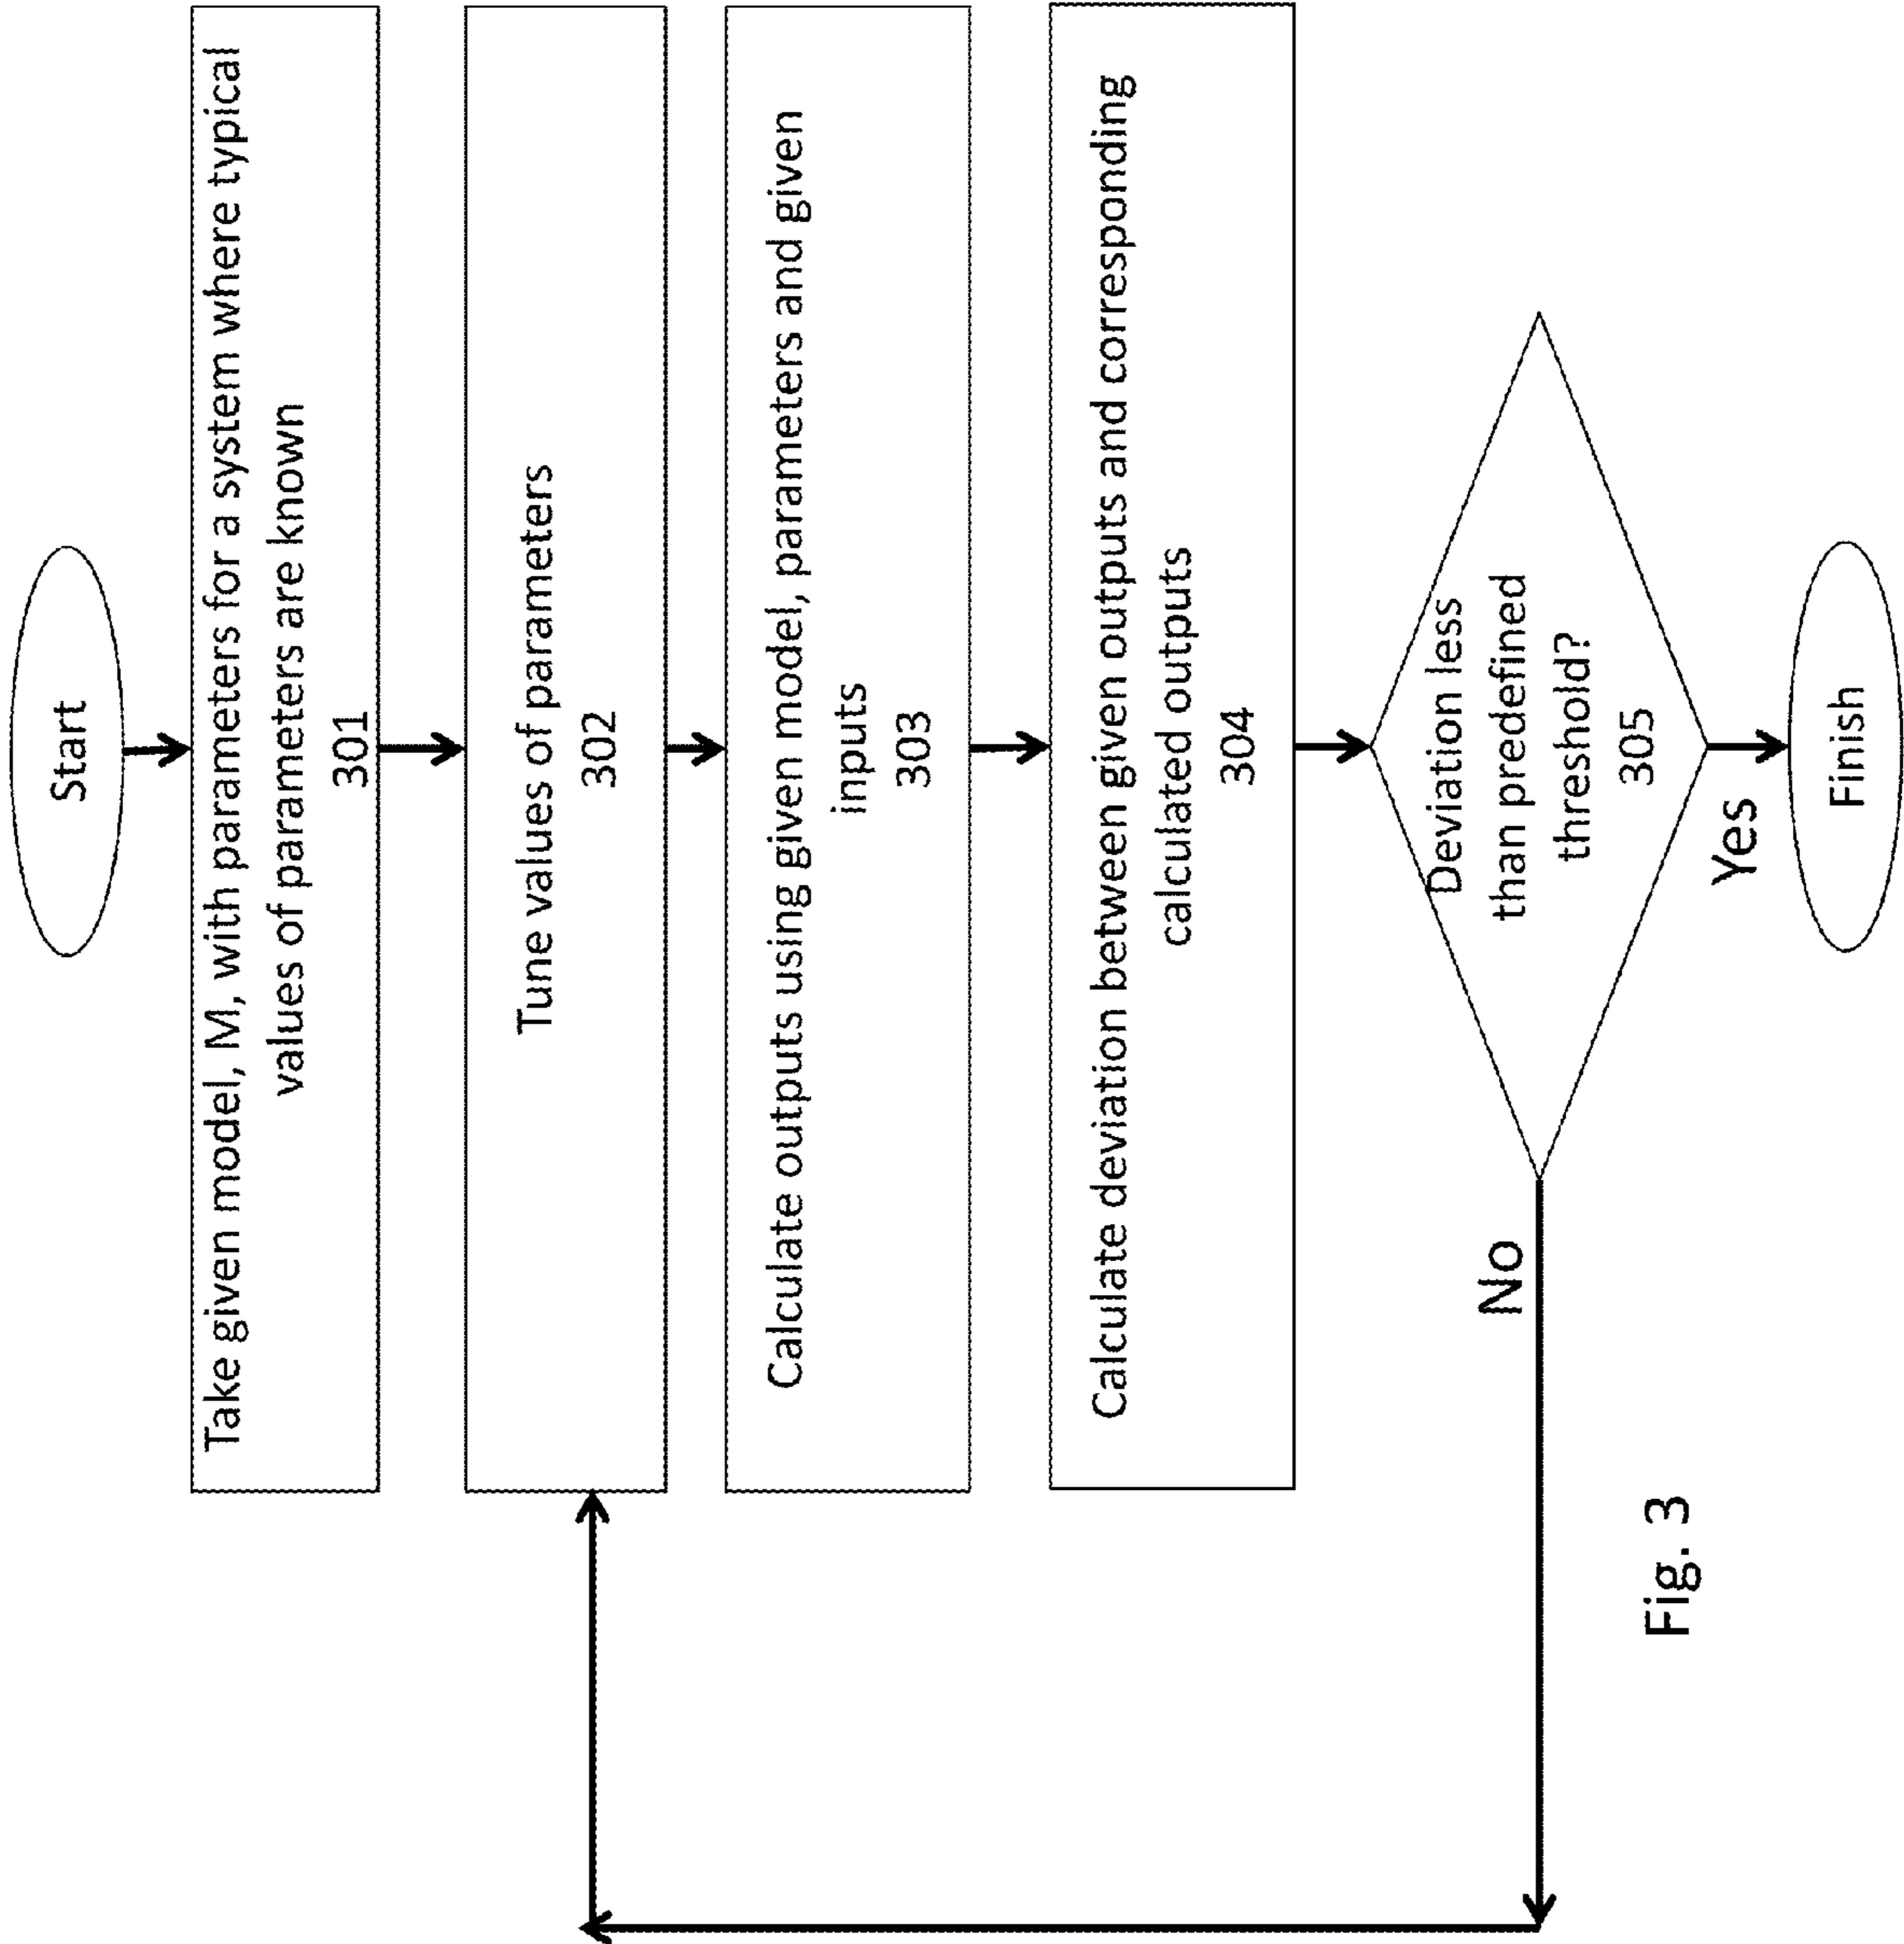 Start
Take given model, M, with parameters for a system where typical
values of parameters are known
301
Tune values of parameters
302
Calculate outputs using given model, parameters and given
inputs
303
Calculate deviation between given outputs and corresponding
calculated outputs
304
Deviation less
than predefined
threshold?
305
No
Yes
Finish
Fig. 3